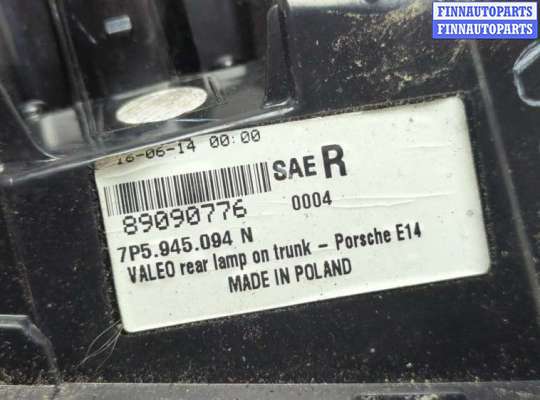 FINNAUTOPARTS
FINNAUTOPARTS
16-06-14 00:00
SAE R
89090776 0004
7P5.945.094 N
VALEO rear lamp on trunk - Porsche E14
MADE IN POLAND